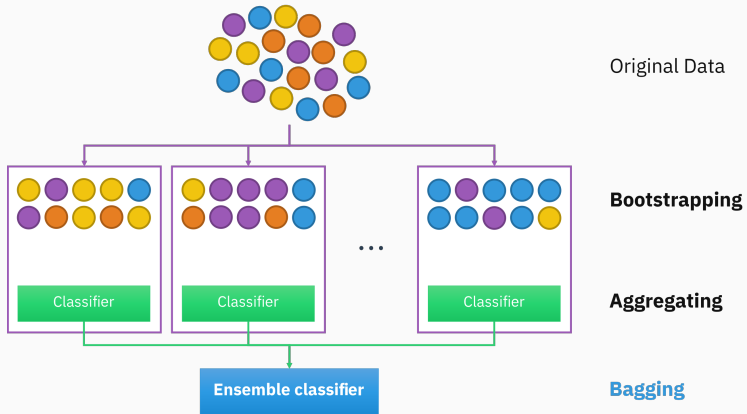 Original Data
Bootstrapping
...
Classifier
Classifier
Classifier
Aggregating
Ensemble classifier
Bagging